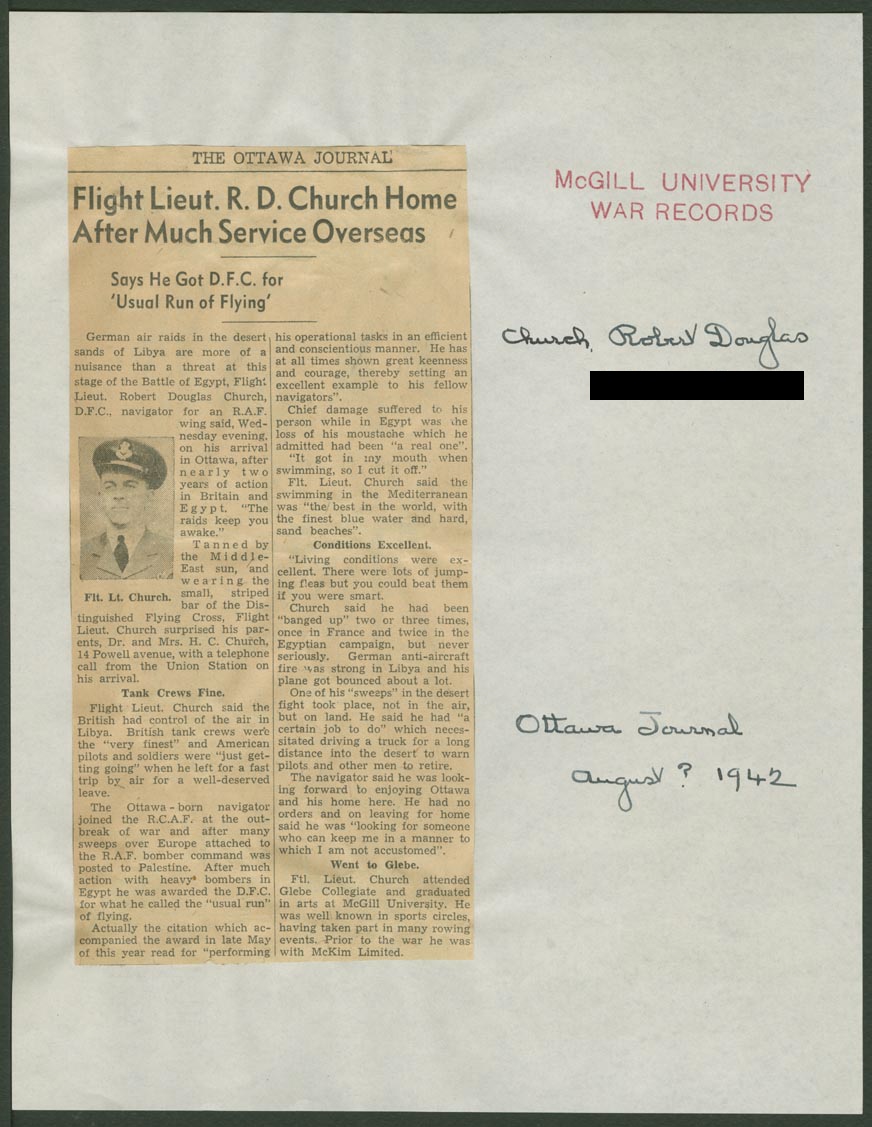 THE OTTAWA JOURNAL
Flight Lieut. R. D. Church Home
After Much Service Overseas
Says He Got D.F.C. for
'Usual Run of Flying'
German air raids in the desert
sands of Libya are more of a
nuisance than a threat at this
stage of the Battle of Egypt, Flight
Lieut. Robert Douglas Church,
D.F.C., navigator for an R.A.F.
wing said, Wed-
nesday evening,
on his arrival
in Ottawa, after
nearly two
years of action
in Britain and
Egypt. "The
raids keep you
awake."
Tanned by
the Middle-
East sun, and
wearing the
small, striped
bar of the Dis-
Flt. Lt. Church.
tinguished Flying Cross, Flight
Lieut. Church surprised his par-
ents, Dr. and Mrs. H. C. Church,
14 Powell avenue, with a telephone
call from the Union Station on
his arrival.
Tank Crews Fine.
Flight Lieut. Church said the
British had control of the air in
Libya. British tank crews were
the "very finest" and American
pilots and soldiers were "just get-
ting going" when he left for a fast
trip by air for a well-deserved
leave.
The Ottawa-born navigator
joined the R.C.A.F. at the out-
break of war and after many
sweeps over Europe attached to
the R.A.F. bomber command was
posted to Palestine. After much
action with heavy bombers in
Egypt he was awarded the D.F.C.
for what he called the "usual run"
of flying.
Actually the citation which ac-
companied the award in late May
of this year read for "performing
his operational tasks in an efficient
and conscientious manner. He has
at all times shown great keenness
and courage, thereby setting an
excellent example to his fellow
navigators".
Chief damage suffered to his
person while in Egypt was the
loss of his moustache which he
admitted had been "a real one".
"It got in my mouth when
swimming, so I cut it off."
Flt. Lieut. Church said the
swimming in the Mediterranean
was "the best in the world, with
the finest blue water and hard,
sand beaches".
Conditions Excellent.
"Living conditions were ex-
cellent. There were lots of jump-
ing fleas but you could beat them
if you were smart.
Church said he had been
"banged up" two or three times,
once in France and twice in the
Egyptian campaign, but never
seriously. German anti-aircraft
fire was strong in Libya and his
plane got bounced about a lot.
One of his "sweeps" in the desert
fight took place, not in the air,
but on land. He said he had "a
certain job to do" which neces-
sitated driving a truck for a long
distance into the desert to warn
pilots and other men to retire.
The navigator said he was look-
ing forward to enjoying Ottawa
and his home here. He had no
orders and on leaving for home
said he was "looking for someone
who can keep me in a manner to
which I am not accustomed".
Went to Glebe.
Ftl. Lieut. Church attended
Glebe Collegiate and graduated
in arts at McGill University. He
was well known in sports circles,
having taken part in many rowing
events. Prior to the war he was
with McKim Limited.
McGILL UNIVERSITY
WAR RECORDS
Church, Robert Douglas
Ottawa Journal
August ? 1942